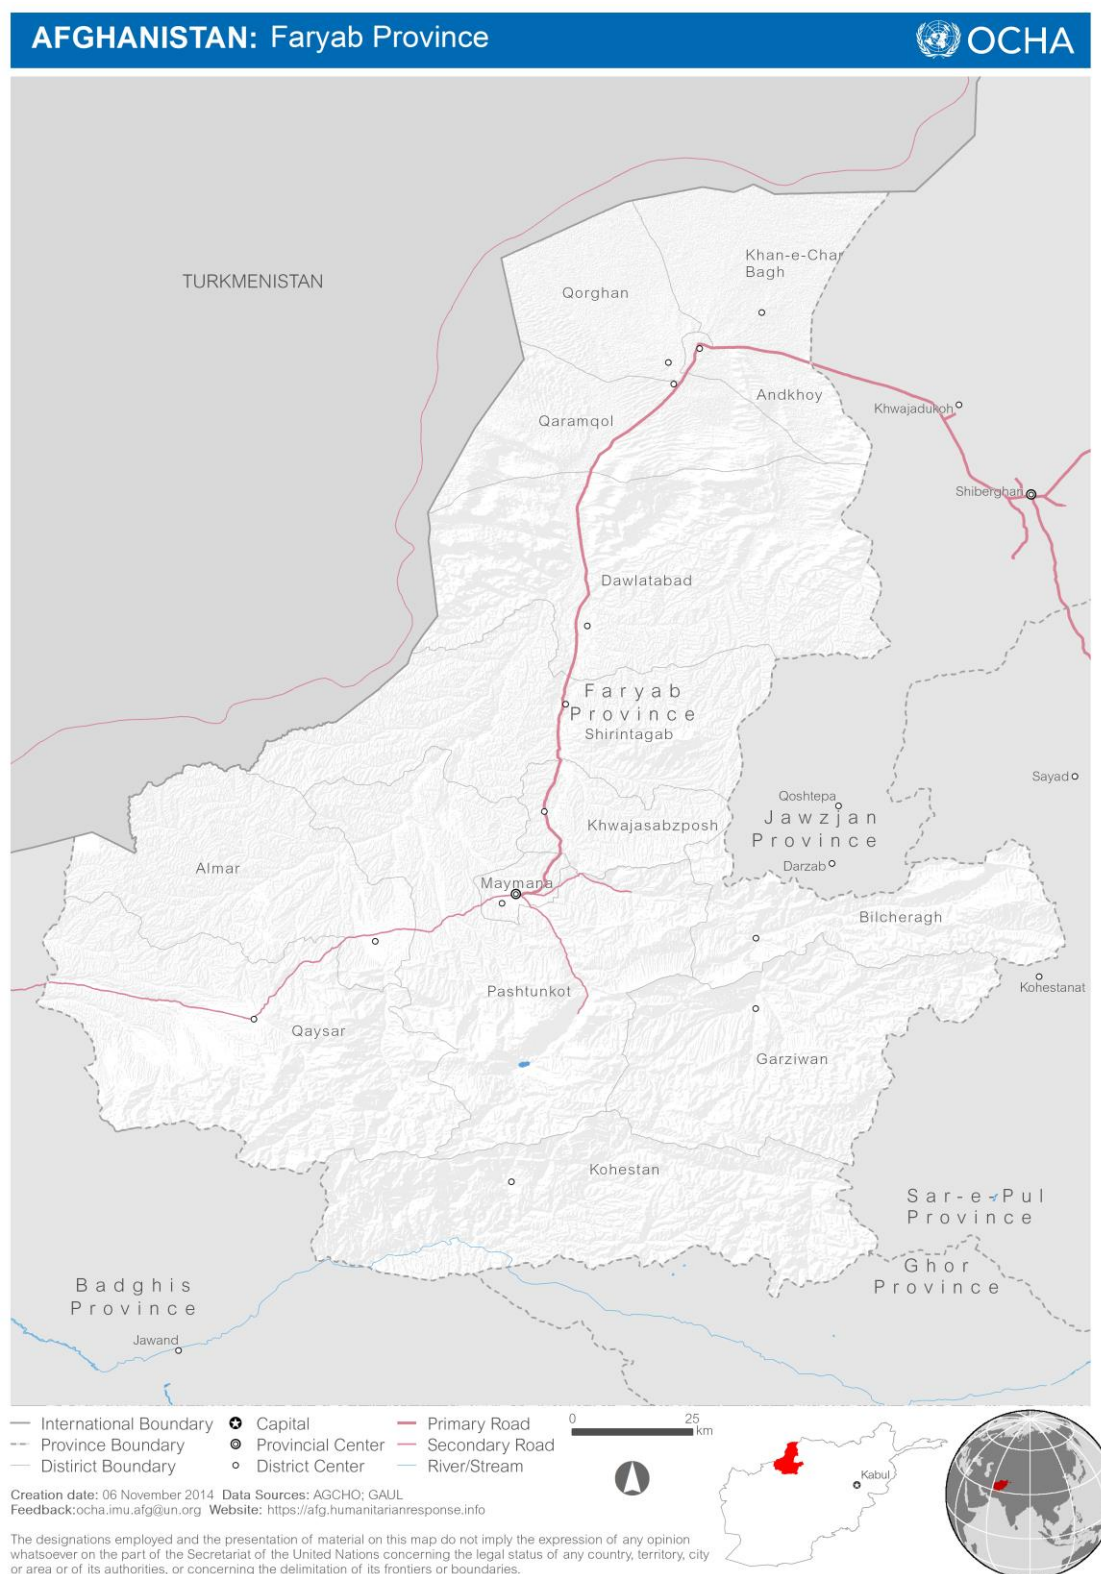 AFGHANISTAN: Faryab Province
OCHA
TURKMENISTAN
Khan-e-Char
Bagh
Qorghan
Andkhoy
Khwajadukoh
Qaramqol
Shiberghan
Dawlatabad
Faryab
Province
Shirintagab
Sayad
Qoshtepa
Jawzjan
Province
Khwajasabzposh
Darzab
Almar
Maymana
Bilcheragh
Kohestanat
Pashtunkot
Qaysar
Garziwan
Kohestan
Sar-e-Pul
Province
Ghor
Province
Badghis
Province
Jawand
International Boundary
Province Boundary
Distirict Boundary
Capital
Provincial Center
District Center
Primary Road
Secondary Road
River/Stream
0 25
km
Kabul
Creation date: 06 November 2014 Data Sources: AGCHO; GAUL
Feedback:ocha.imu.afg@un.org Website: https://afg.humanitarianresponse.info
The designations employed and the presentation of material on this map do not imply the expression of any opinion
whatsoever on the part of the Secretariat of the United Nations concerning the legal status of any country, territory, city
or area or of its authorities, or concerning the delimitation of its frontiers or boundaries.